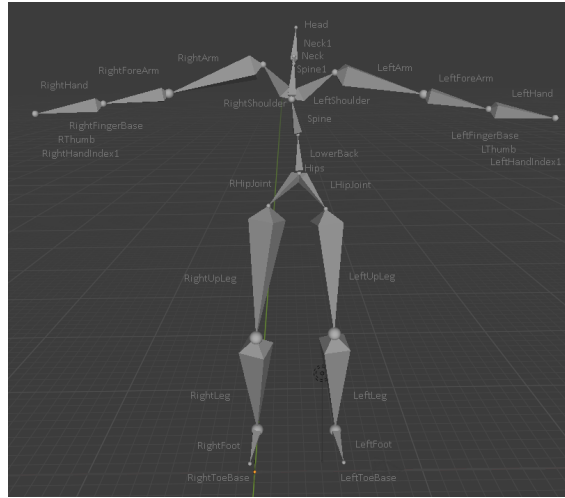 Head
Neck1
Neck
Spine1
RightArm
LeftArm
RightForeArm
LeftForeArm
RightHand
LeftHand
RightShoulder
LeftShoulder
Spine
RightFingerBase
RThumb
RightHandIndex1
LeftFingerBase
LThumb
LeftHandIndex1
LowerBack
Hips
RHipJoint
LHipJoint
RightUpLeg
LeftUpLeg
RightLeg
LeftLeg
RightFoot
LeftFoot
RightToeBase
LeftToeBase